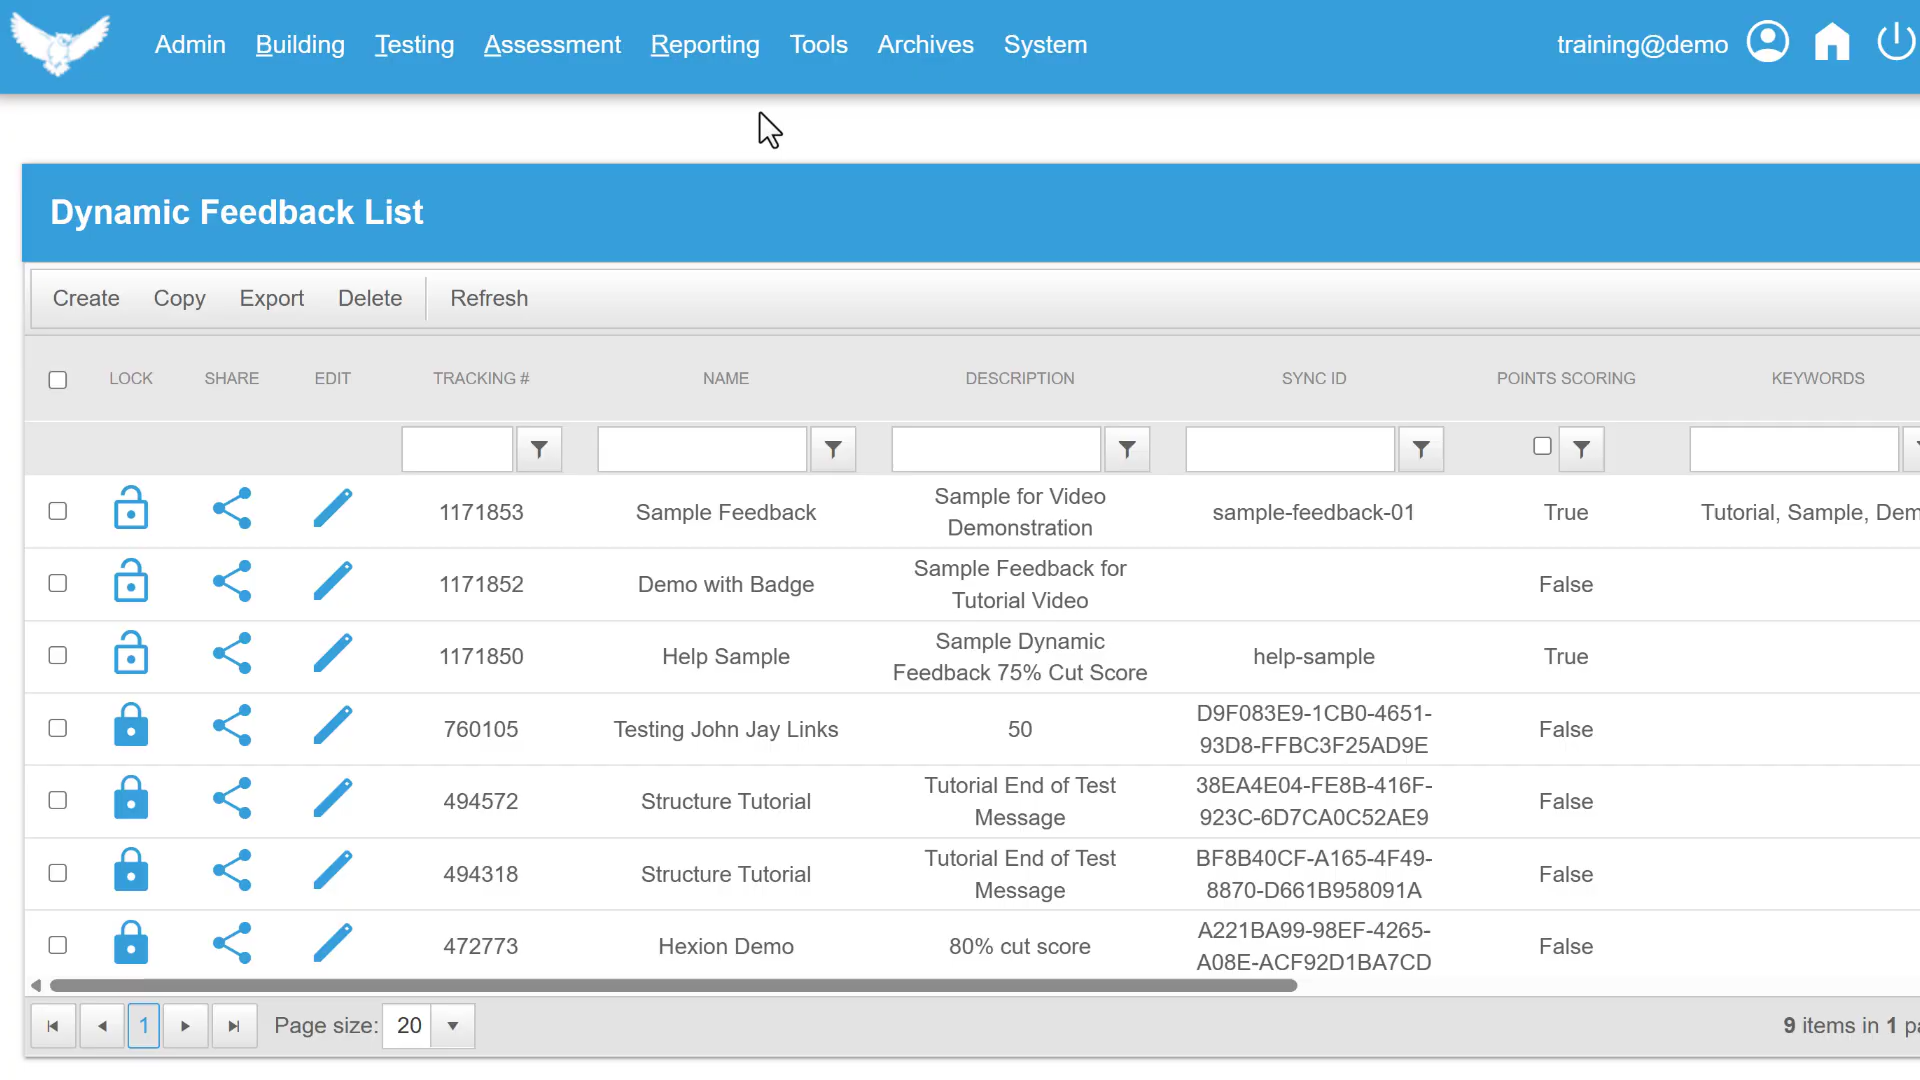 Admin Building Testing Assessment Reporting Tools Archives System training@demo
Dynamic Feedback List
Create Copy Export Delete Refresh
LOCK SHARE EDIT TRACKING # NAME DESCRIPTION SYNC ID POINTS SCORING KEYWORDS
1171853 Sample Feedback Sample for Video Demonstration sample-feedback-01 True Tutorial, Sample, Dem
1171852 Demo with Badge Sample Feedback for Tutorial Video False
1171850 Help Sample Sample Dynamic Feedback 75% Cut Score help-sample True
760105 Testing John Jay Links 50 D9F083E9-1CB0-4651-93D8-FFBC3F25AD9E False
494572 Structure Tutorial Tutorial End of Test Message 38EA4E04-FE8B-416F-923C-6D7CA0C52AE9 False
494318 Structure Tutorial Tutorial End of Test Message BF8B40CF-A165-4F49-8870-D661B958091A False
472773 Hexion Demo 80% cut score A221BA99-98EF-4265-A08E-ACF92D1BA7CD False
1 Page size: 20 9 items in 1 pa